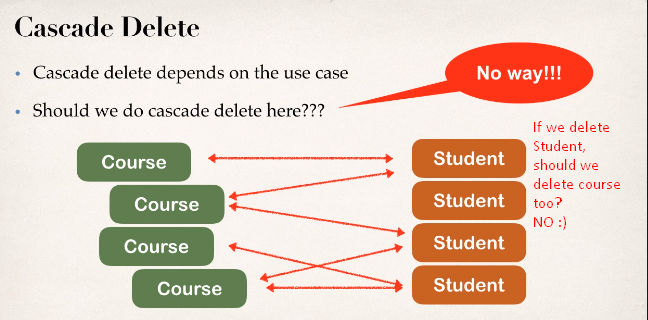 Cascade Delete
• Cascade delete depends on the use case
No way!!!
• Should we do cascade delete here???
If we delete
Student,
should we
delete course
too?
NO :)
Course
Student
Course
Student
Course
Student
Course
Student